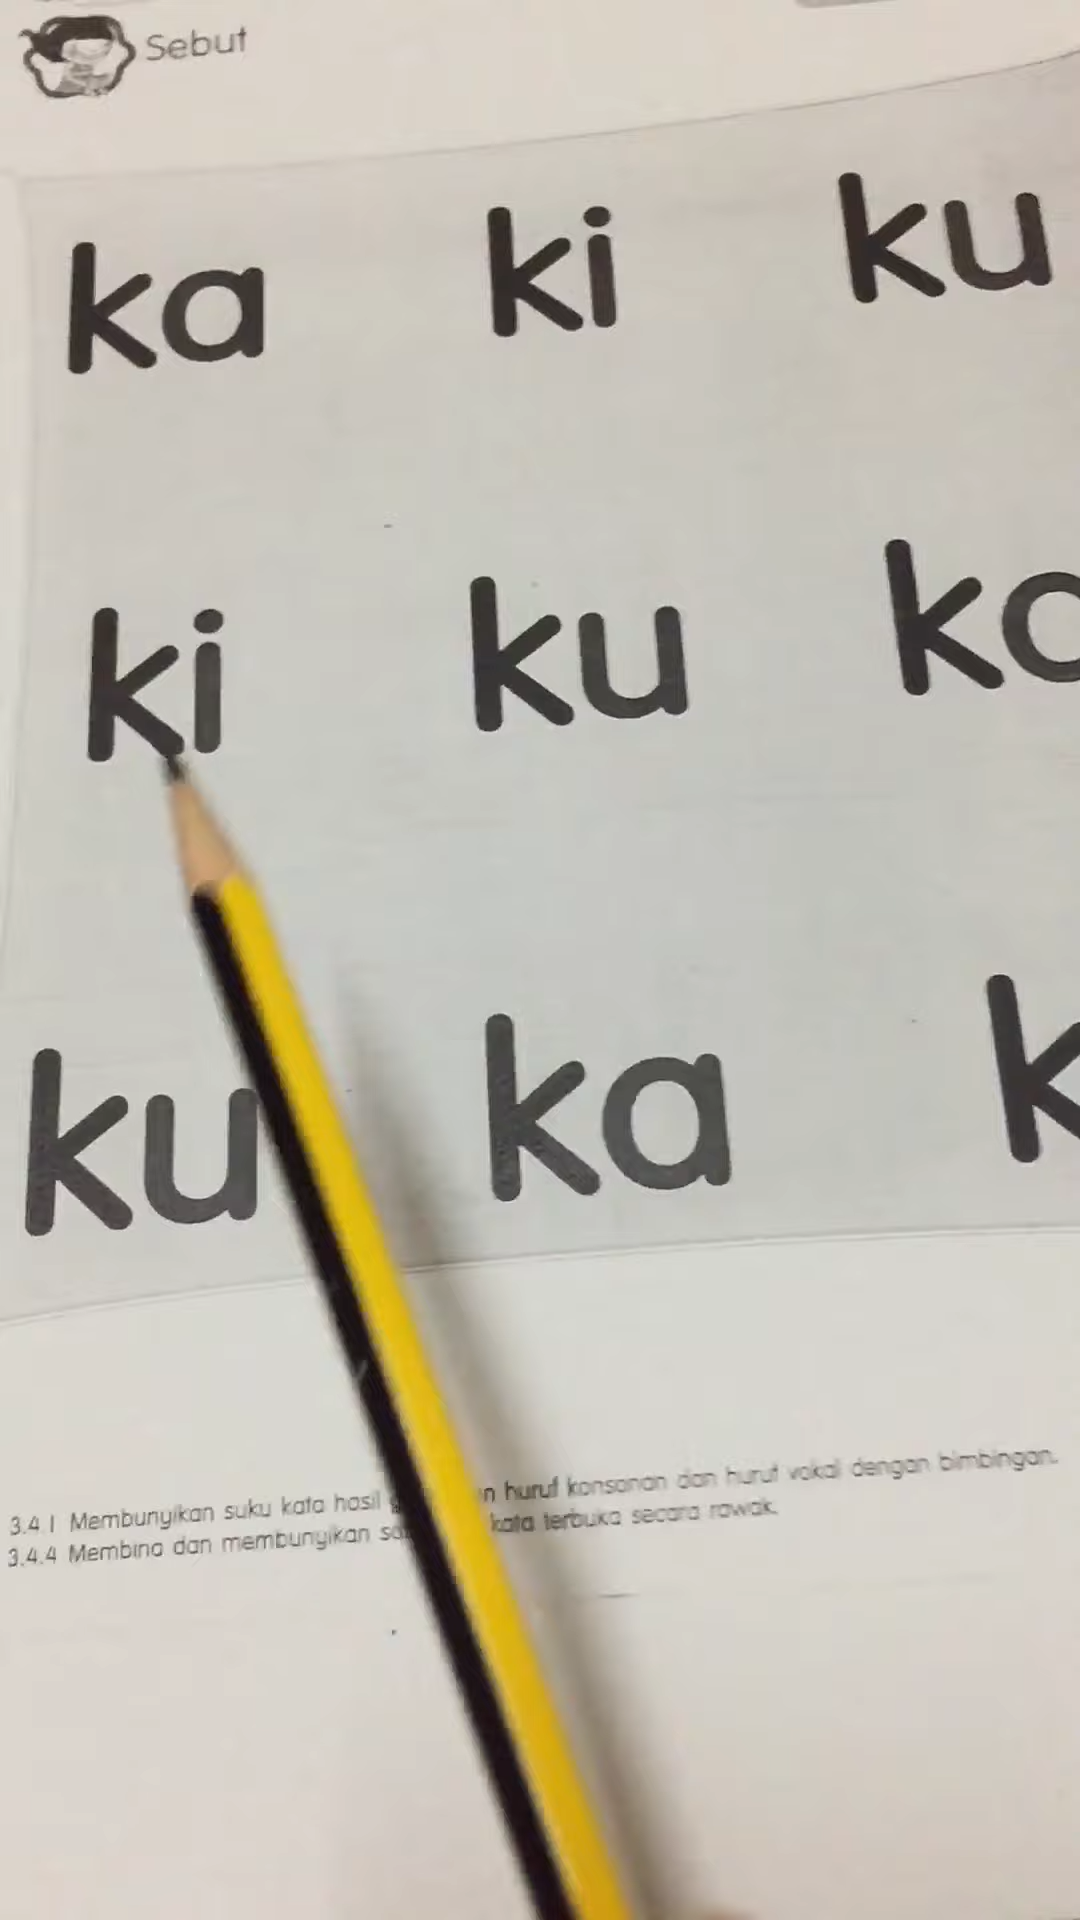 Sebut
ka ki ku
ki ku
ku ka k
3.4.1 Membunyikan suku kata hasil huruf konsonan dan huruf vokal dengan bimbingan.
3.4.4 Membina dan membunyikan kata terbuka secara rawak.